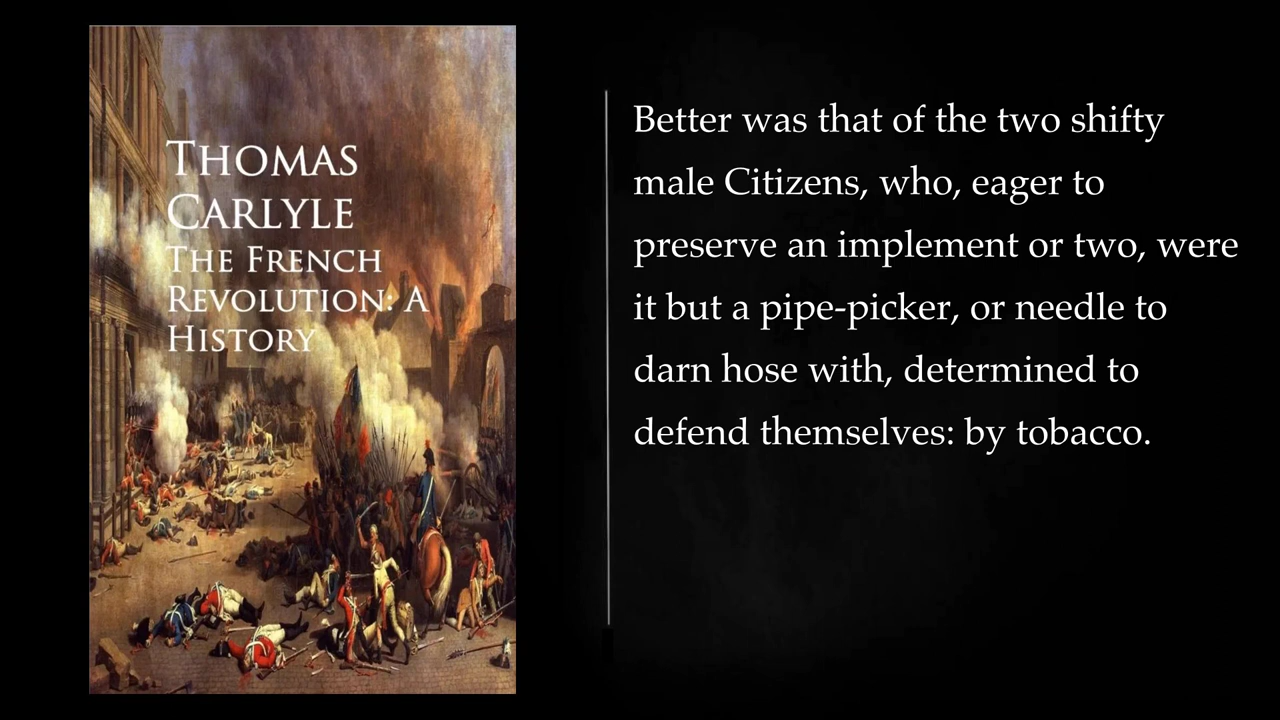 THOMAS
CARLYLE
THE FRENCH
REVOLUTION: A
HISTORY
Better was that of the two shifty
male Citizens, who, eager to
preserve an implement or two, were
it but a pipe-picker, or needle to
darn hose with, determined to
defend themselves: by tobacco.